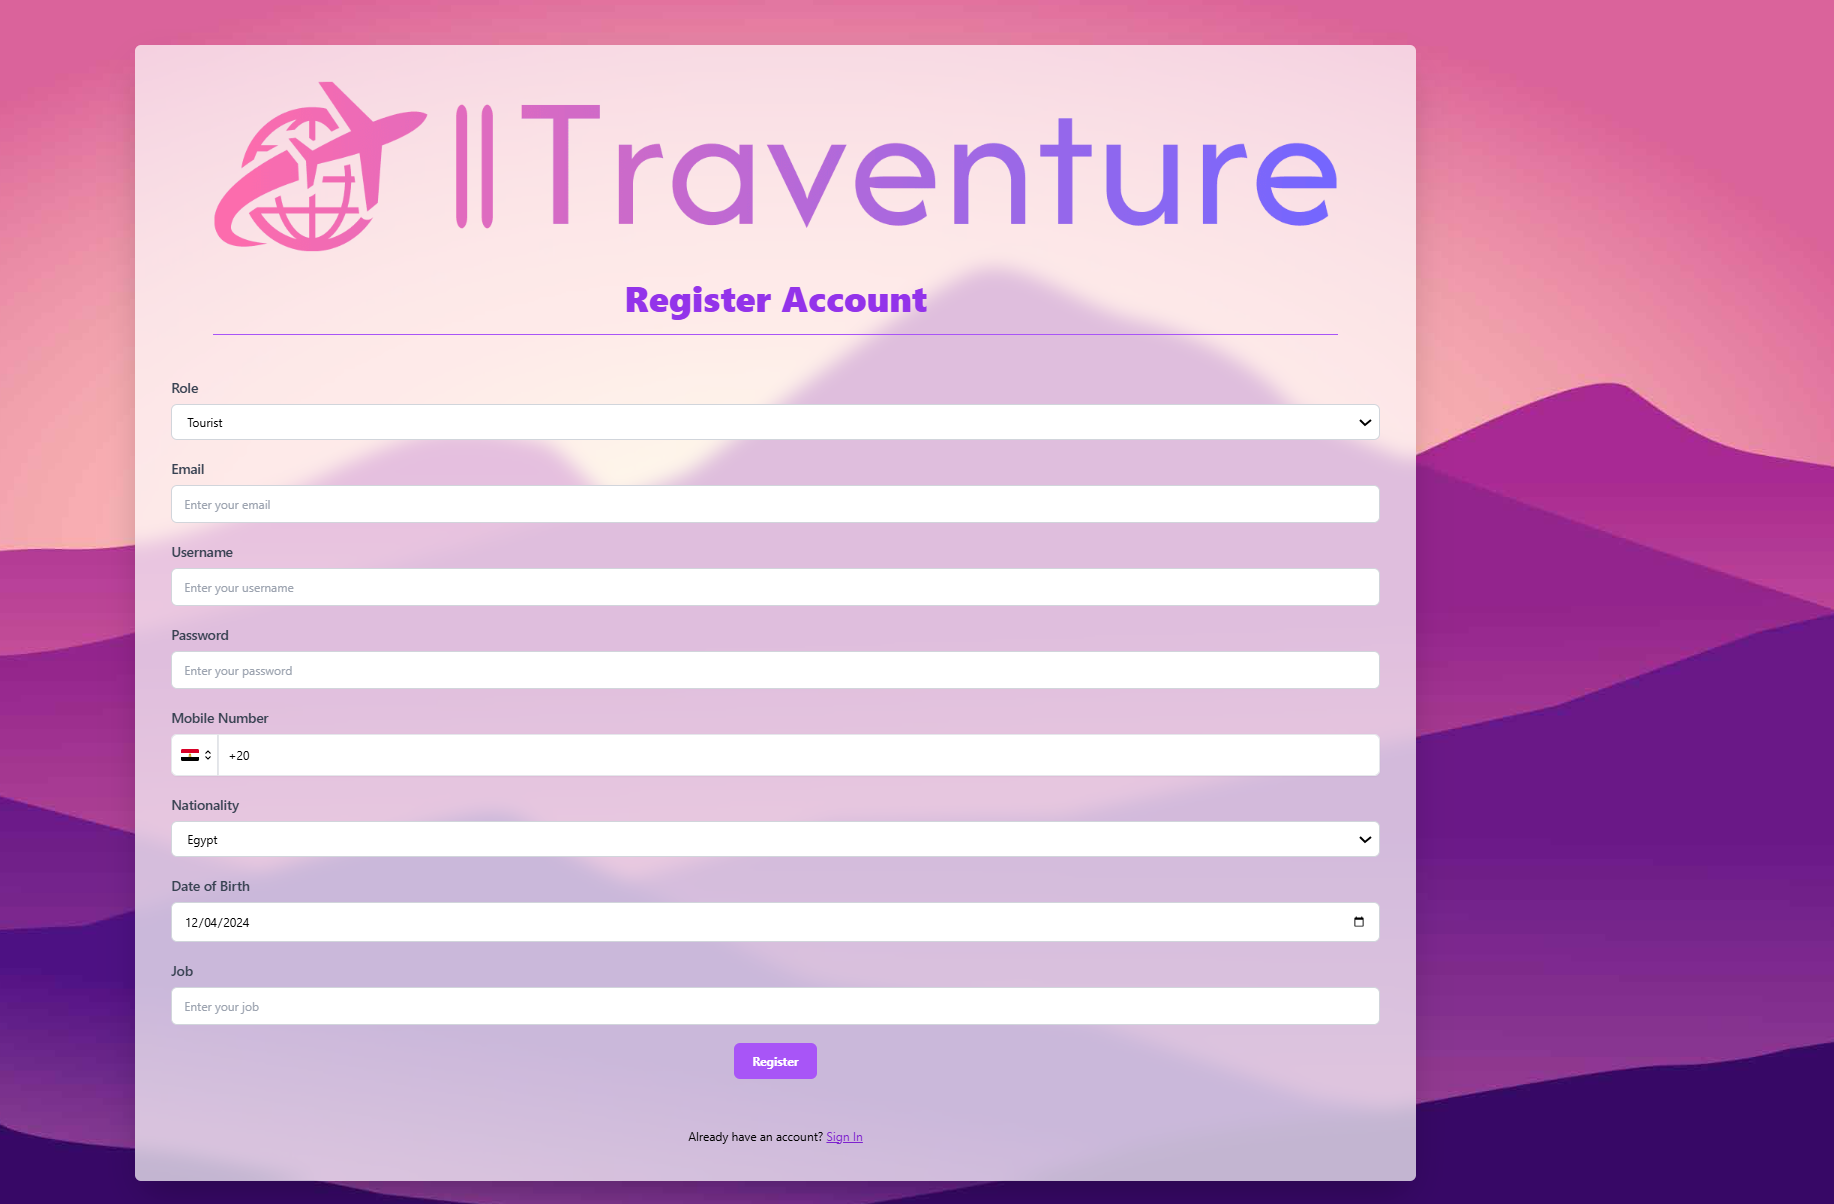 Traventure
Register Account
Role
Tourist
Email
Enter your email
Username
Enter your username
Password
Enter your password
Mobile Number
+20
Nationality
Egypt
Date of Birth
12/04/2024
Job
Enter your job
Register
Already have an account? Sign In